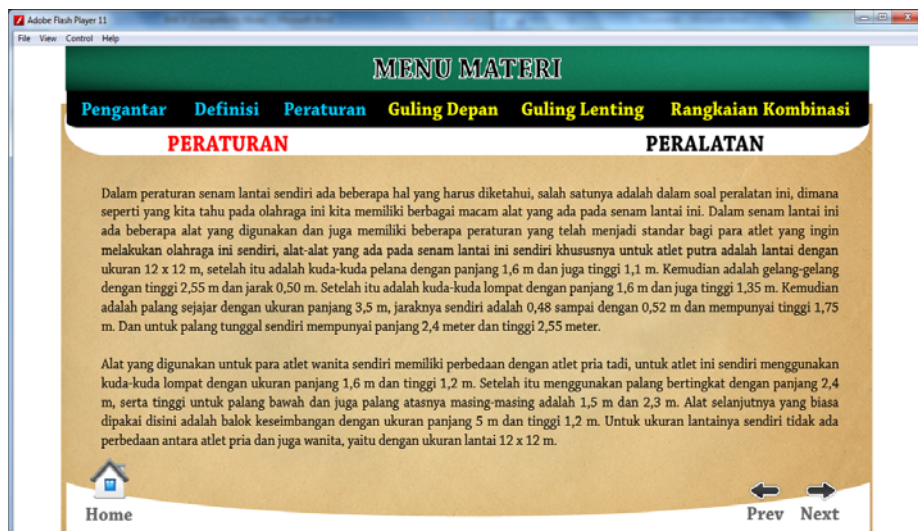 Adobe Flash Player 11
File View Control Help
MENU MATERI
Pengantar Definisi Peraturan Guling Depan Guling Lenting Rangkaian Kombinasi
PERATURAN PERALATAN
Dalam peraturan senam lantai sendiri ada beberapa hal yang harus diketahui, salah satunya adalah dalam soal peralatan ini, dimana
seperti yang kita tahu pada olahraga ini kita memiliki berbagai macam alat yang ada pada senam lantai ini. Dalam senam lantai ini
ada beberapa alat yang digunakan dan juga memiliki beberapa peraturan yang telah menjadi standar bagi para atlet yang ingin
melakukan olahraga ini sendiri, alat-alat yang ada pada senam lantai ini sendiri khususnya untuk atlet putra adalah lantai dengan
ukuran 12 x 12 m, setelah itu adalah kuda-kuda pelana dengan panjang 1,6 m dan juga tinggi 1,1 m. Kemudian adalah gelang-gelang
dengan tinggi 2,55 m dan jarak 0,50 m. Setelah itu adalah kuda-kuda lompat dengan panjang 1,6 m dan juga tinggi 1,35 m. Kemudian
adalah palang sejajar dengan ukuran panjang 3,5 m, jaraknya sendiri adalah 0,48 sampai dengan 0,52 m dan mempunyai tinggi 1,75
m. Dan untuk palang tunggal sendiri mempunyai panjang 2,4 meter dan tinggi 2,55 meter.
Alat yang digunakan untuk para atlet wanita sendiri memiliki perbedaan dengan atlet pria tadi, untuk atlet ini sendiri menggunakan
kuda-kuda lompat dengan ukuran panjang 1,6 m dan tinggi 1,2 m. Setelah itu menggunakan palang bertingkat dengan panjang 2,4
m, serta tinggi untuk palang bawah dan juga palang atasnya masing-masing adalah 1,5 m dan 2,3 m. Alat selanjutnya yang biasa
dipakai disini adalah balok keseimbangan dengan ukuran panjang 5 m dan tinggi 1,2 m. Untuk ukuran lantainya sendiri tidak ada
perbedaan antara atlet pria dan juga wanita, yaitu dengan ukuran lantai 12 x 12 m.
Home Prev Next